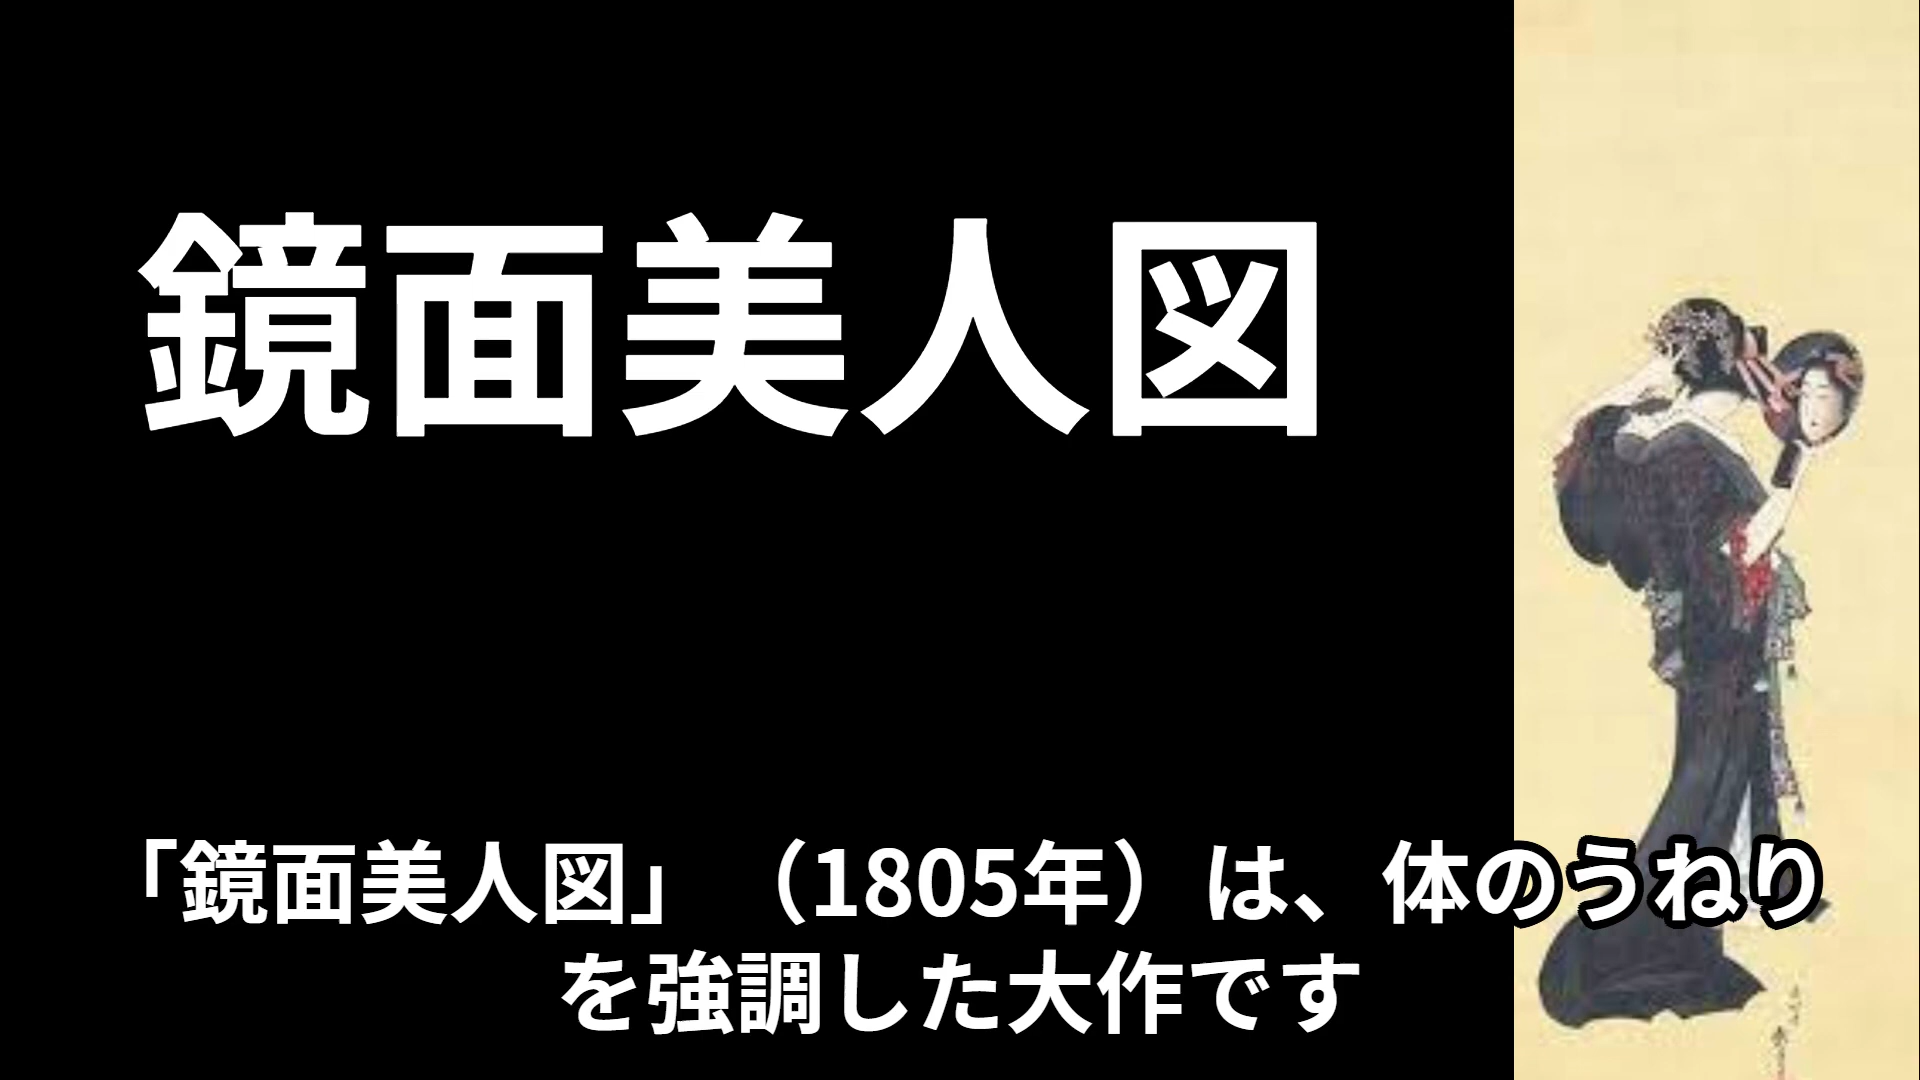 鏡面美人図
「鏡面美人図」（1805年）は、体のうねり
を強調した大作です